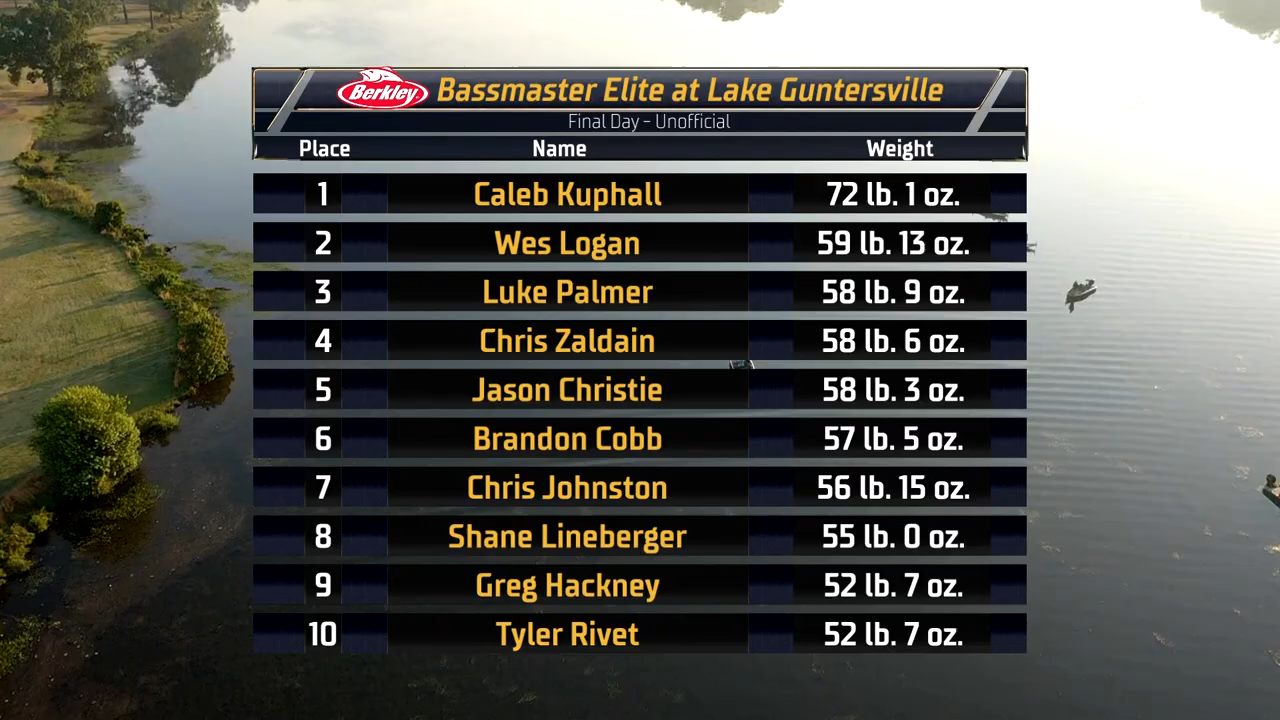 Berkley Bassmaster Elite at Lake Guntersville
Final Day - Unofficial
Place Name Weight
1 Caleb Kuphall 72 lb. 1 oz.
2 Wes Logan 59 lb. 13 oz.
3 Luke Palmer 58 lb. 9 oz.
4 Chris Zaldain 58 lb. 6 oz.
5 Jason Christie 58 lb. 3 oz.
6 Brandon Cobb 57 lb. 5 oz.
7 Chris Johnston 56 lb. 15 oz.
8 Shane Lineberger 55 lb. 0 oz.
9 Greg Hackney 52 lb. 7 oz.
10 Tyler Rivet 52 lb. 7 oz.